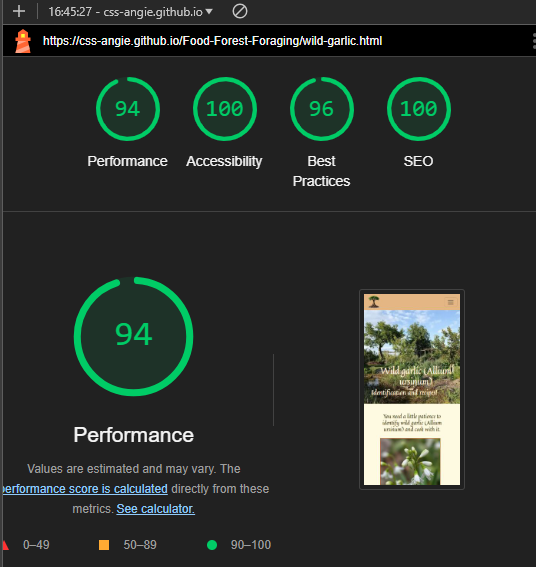 16:45:27 - css-angie.github.io
https://css-angie.github.io/Food-Forest-Foraging/wild-garlic.html
94 100 96 100
Performance Accessibility Best Practices SEO
94
Performance
Values are estimated and may vary. The
performance score is calculated directly from these
metrics. See calculator.
0–49 50–89 90–100
Wild garlic (Allium
ursinum)
Identification and recipes
You need a little patience to
identify wild garlic (Allium
ursinum) and cook with it.